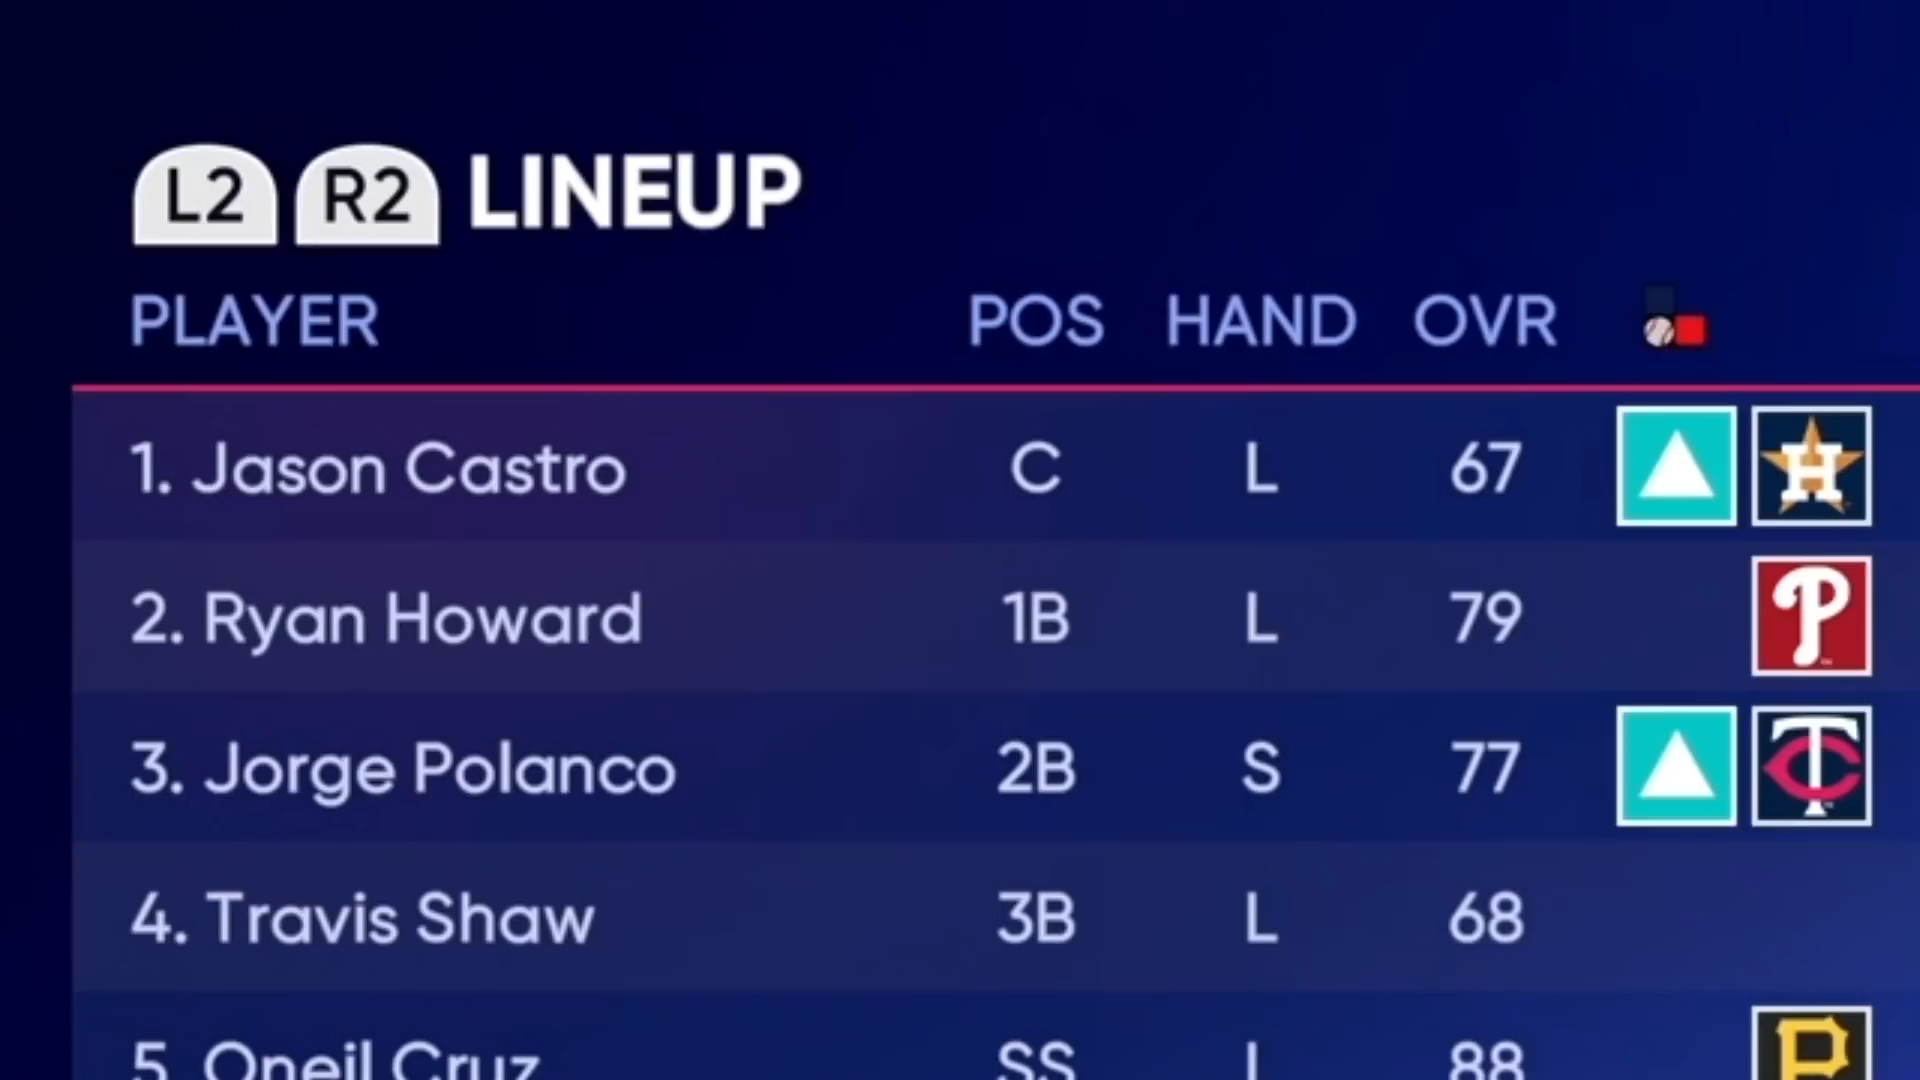 L2 R2 LINEUP
PLAYER POS HAND OVR
1. Jason Castro C L 67 H
2. Ryan Howard 1B L 79 P
3. Jorge Polanco 2B S 77 TC
4. Travis Shaw 3B L 68
5. Oneil Cruz SS L 88 P